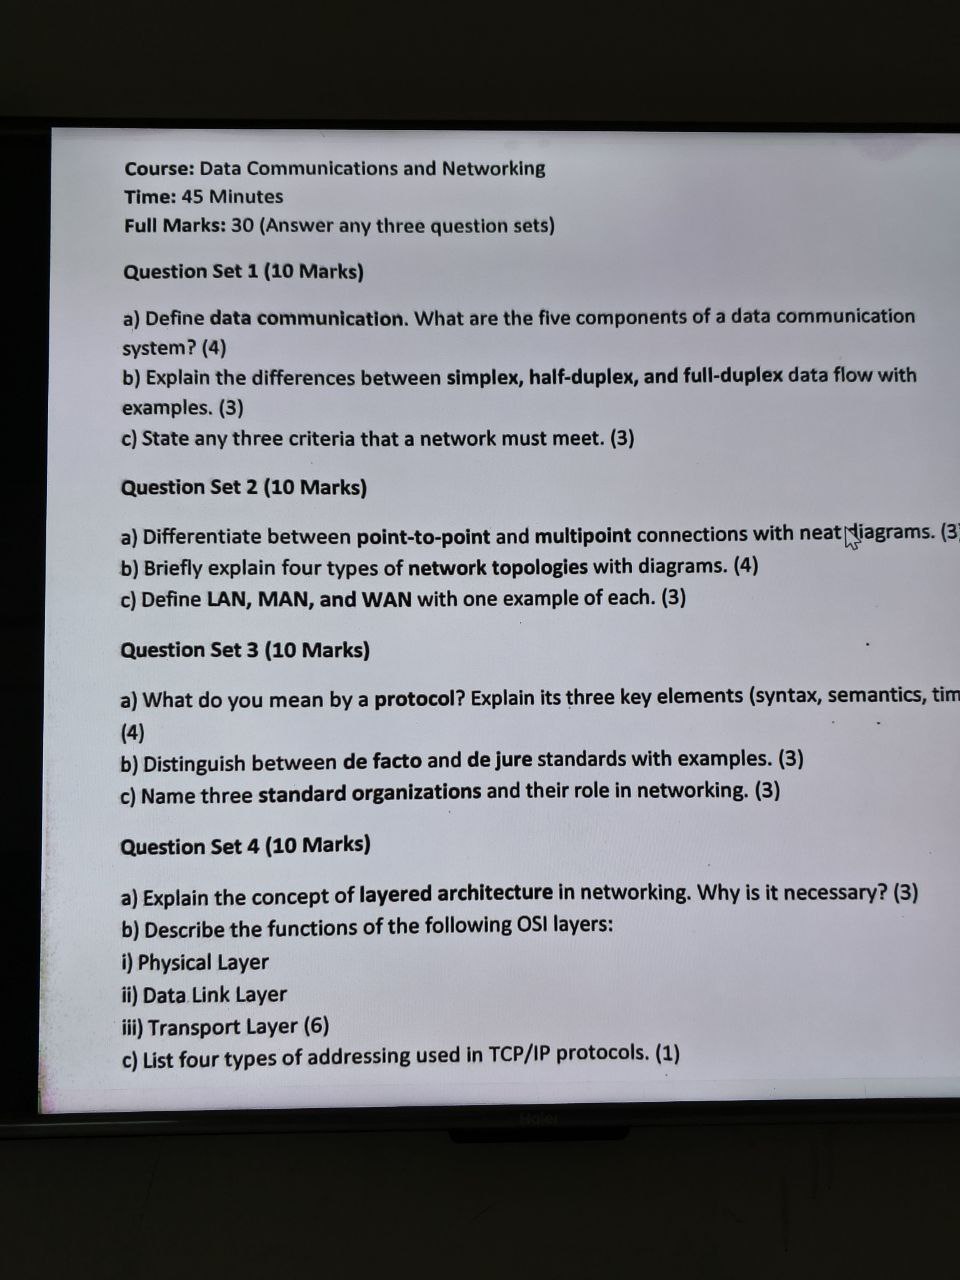 Course: Data Communications and Networking
Time: 45 Minutes
Full Marks: 30 (Answer any three question sets)
Question Set 1 (10 Marks)
a) Define data communication. What are the five components of a data communication
system? (4)
b) Explain the differences between simplex, half-duplex, and full-duplex data flow with
examples. (3)
c) State any three criteria that a network must meet. (3)
Question Set 2 (10 Marks)
a) Differentiate between point-to-point and multipoint connections with neat diagrams. (3)
b) Briefly explain four types of network topologies with diagrams. (4)
c) Define LAN, MAN, and WAN with one example of each. (3)
Question Set 3 (10 Marks)
a) What do you mean by a protocol? Explain its three key elements (syntax, semantics, tim
(4)
b) Distinguish between de facto and de jure standards with examples. (3)
c) Name three standard organizations and their role in networking. (3)
Question Set 4 (10 Marks)
a) Explain the concept of layered architecture in networking. Why is it necessary? (3)
b) Describe the functions of the following OSI layers:
i) Physical Layer
ii) Data Link Layer
iii) Transport Layer (6)
c) List four types of addressing used in TCP/IP protocols. (1)
Haier